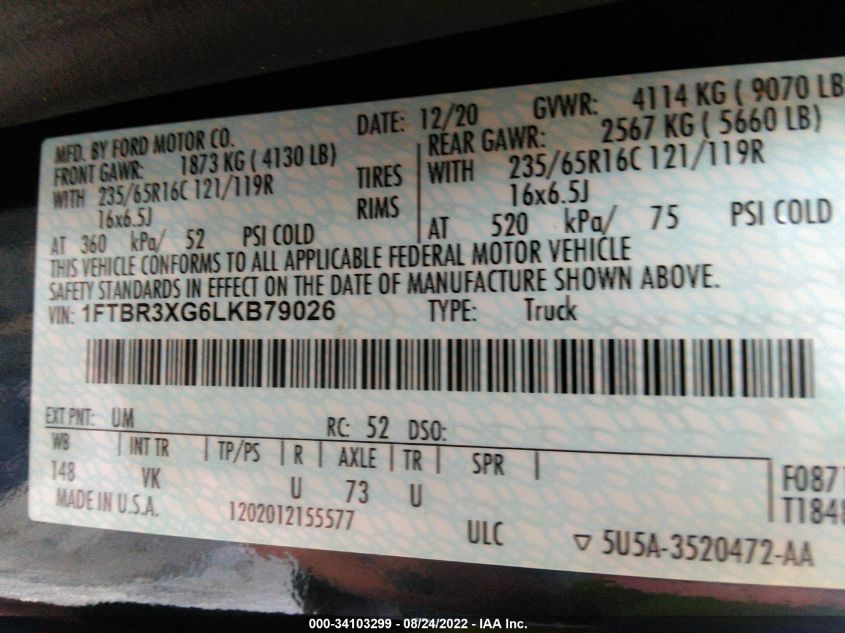 MFD. BY FORD MOTOR CO.
DATE: 12/20 GVWR: 4114 KG ( 9070 LB
FRONT GAWR: 1873 KG ( 4130 LB)
REAR GAWR: 2567 KG ( 5660 LB)
WITH 235/65R16C 121/119R TIRES WITH 235/65R16C 121/119R
16x6.5J RIMS 16x6.5J
AT 360 kPa/ 52 PSI COLD AT 520 kPa/ 75 PSI COLD
THIS VEHICLE CONFORMS TO ALL APPLICABLE FEDERAL MOTOR VEHICLE
SAFETY STANDARDS IN EFFECT ON THE DATE OF MANUFACTURE SHOWN ABOVE.
VIN: 1FTBR3XG6LKB79026 TYPE: Truck
EXT PNT: UM RC: 52 DSO:
WB INT TR TP/PS R AXLE TR SPR
148 VK U 73 U
F087
T184
MADE IN U.S.A. 1202012155577 ULC ▽ 5U5A-3520472-AA
000-34103299 - 08/24/2022 - IAA Inc.